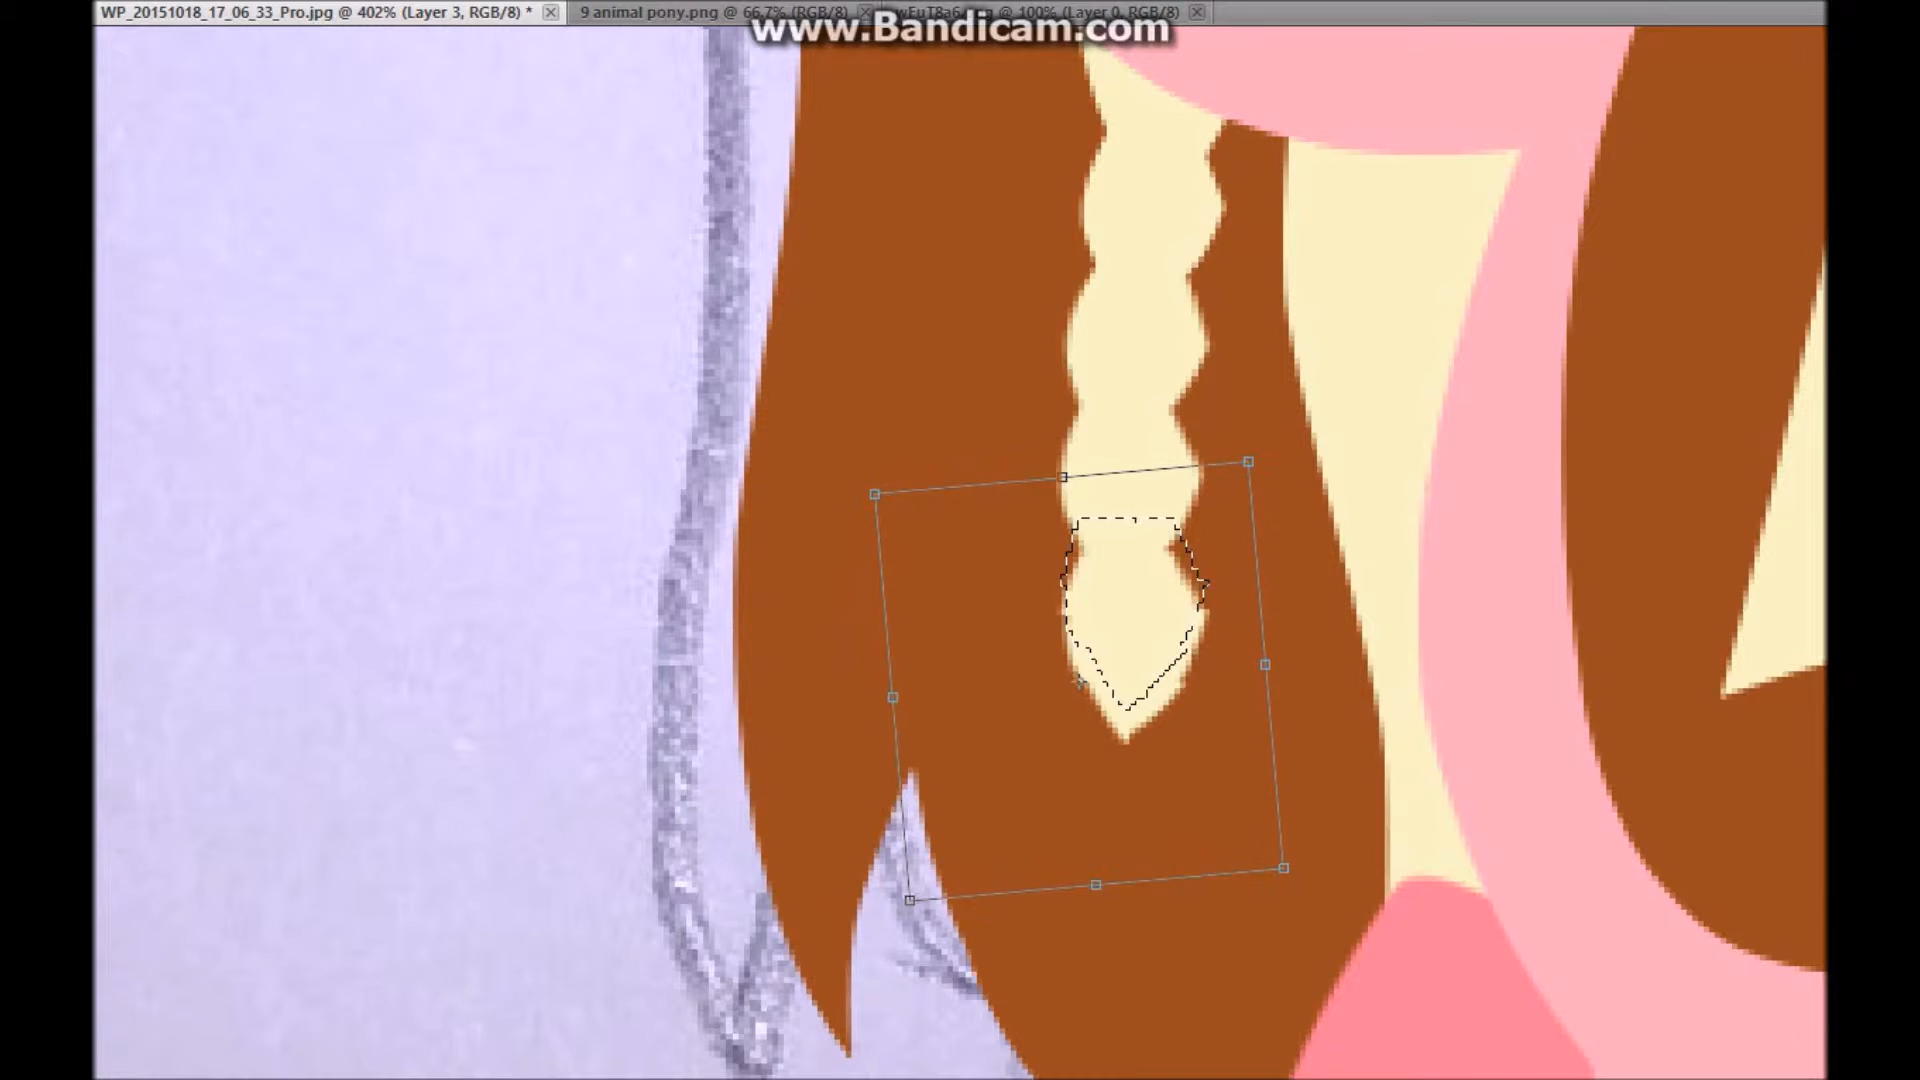 WP_20151018_17_06_33_Pro.jpg @ 402% (Layer 3, RGB/8) *
9 animal pony.png @ 66.7% (RGB/8)
@ 100% (Layer 0, RGB/8)
www.Bandicam.com